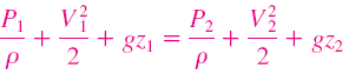 P₁/ρ + V₁²/2 + gz₁ = P₂/ρ + V₂²/2 + gz₂